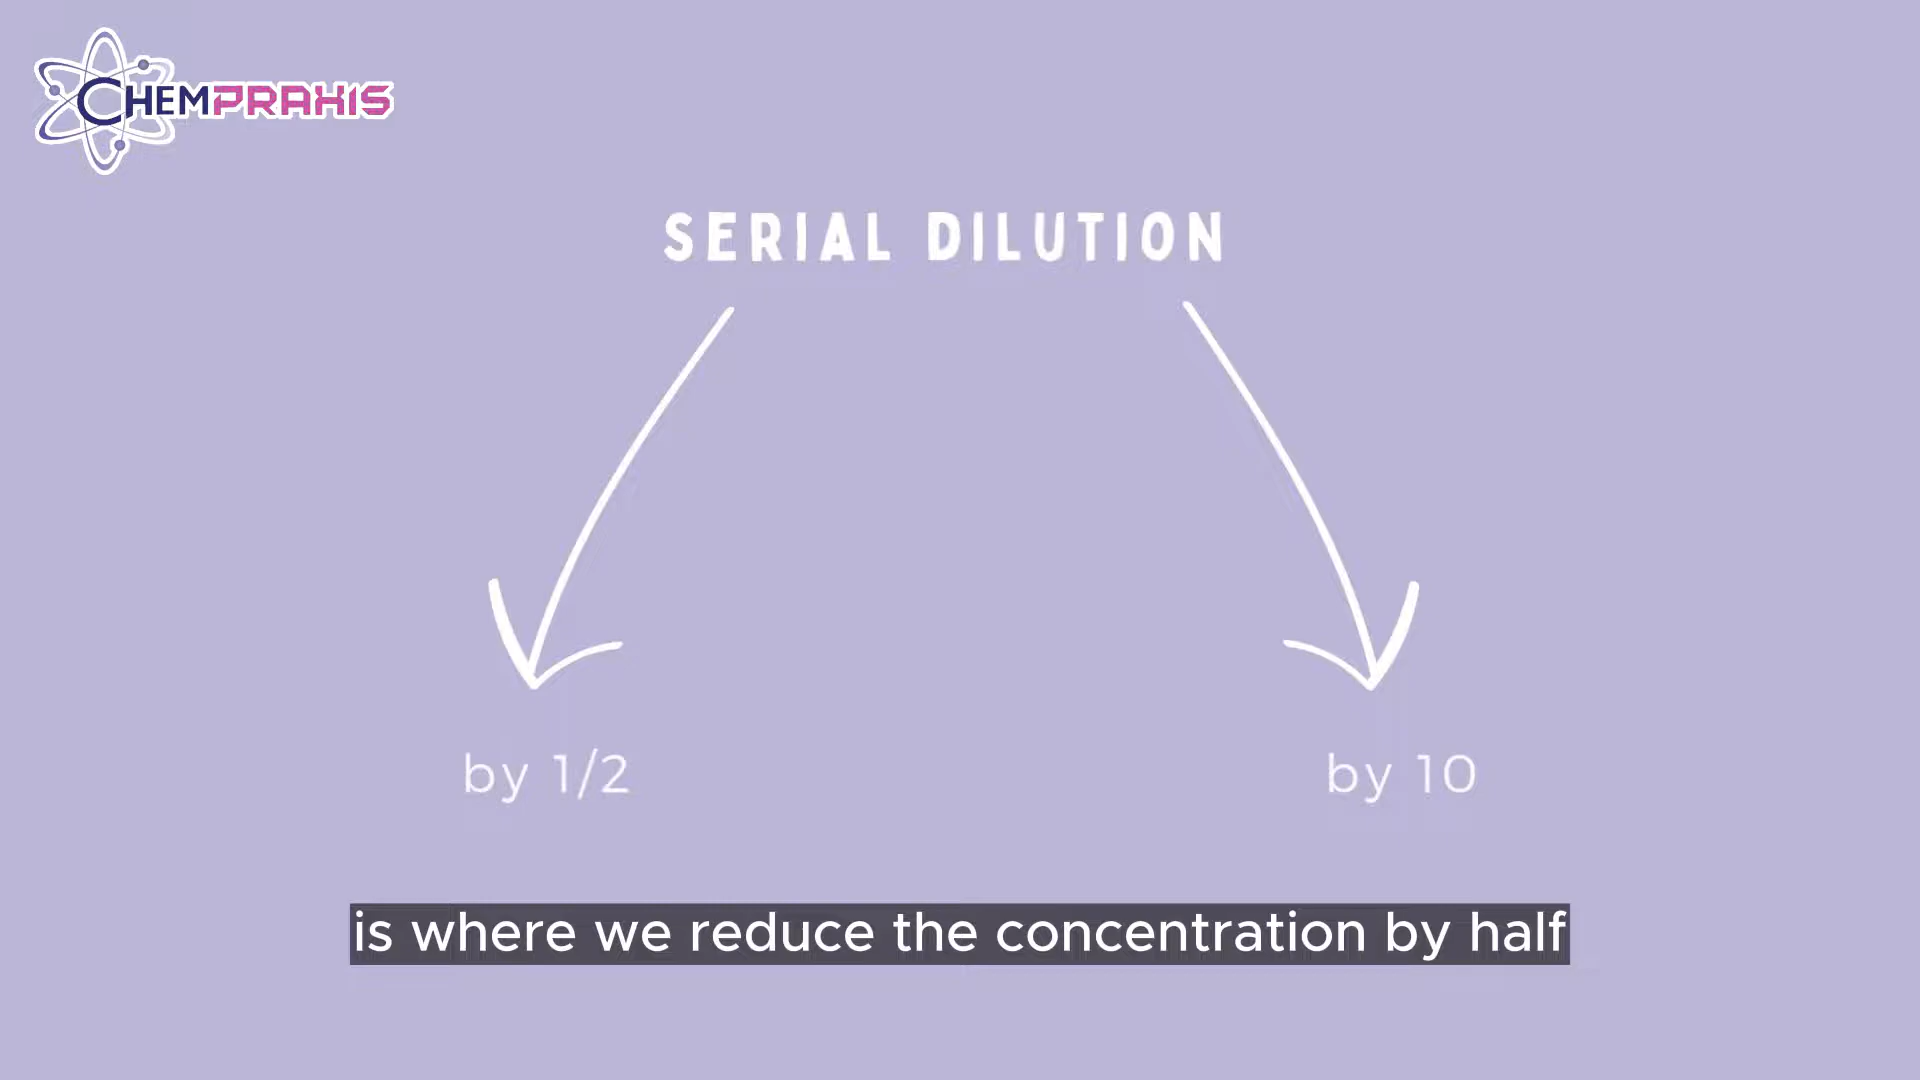 CHEMPRAXIS
SERIAL DILUTION
by 1/2
by 10
is where we reduce the concentration by half